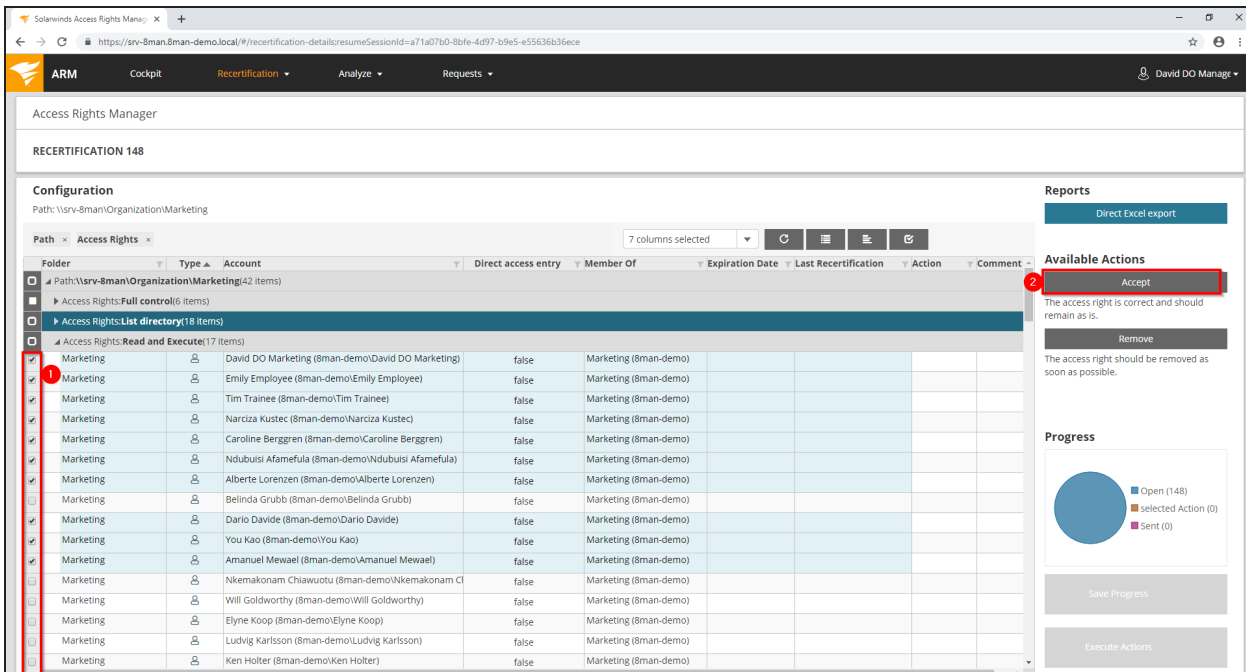 Solarwinds Access Rights Manag
https://srv-8man.8man-demo.local/#/recertification-details;resumeSessionId=a71a07b0-8bfe-4d97-b9e5-e55636b36ece
ARM Cockpit Recertification Analyze Requests David DO Manage
Access Rights Manager
RECERTIFICATION 148
Configuration
Path: \\srv-8man\Organization\Marketing
Path × Access Rights ×
7 columns selected
Folder Type Account Direct access entry Member Of Expiration Date Last Recertification Action Comment
Path:\\srv-8man\Organization\Marketing(42 items)
Access Rights:Full control(6 items)
Access Rights:List directory(18 items)
Access Rights:Read and Execute(17 items)
1
Marketing David DO Marketing (8man-demo\David DO Marketing) false Marketing (8man-demo)
Marketing Emily Employee (8man-demo\Emily Employee) false Marketing (8man-demo)
Marketing Tim Trainee (8man-demo\Tim Trainee) false Marketing (8man-demo)
Marketing Narciza Kustec (8man-demo\Narciza Kustec) false Marketing (8man-demo)
Marketing Caroline Berggren (8man-demo\Caroline Berggren) false Marketing (8man-demo)
Marketing Ndubuisi Afamefula (8man-demo\Ndubuisi Afamefula) false Marketing (8man-demo)
Marketing Alberte Lorenzen (8man-demo\Alberte Lorenzen) false Marketing (8man-demo)
Marketing Belinda Grubb (8man-demo\Belinda Grubb) false Marketing (8man-demo)
Marketing Dario Davide (8man-demo\Dario Davide) false Marketing (8man-demo)
Marketing You Kao (8man-demo\You Kao) false Marketing (8man-demo)
Marketing Amanuel Mewael (8man-demo\Amanuel Mewael) false Marketing (8man-demo)
Marketing Nkemakonam Chiawuotu (8man-demo\Nkemakonam Cl false Marketing (8man-demo)
Marketing Will Goldworthy (8man-demo\Will Goldworthy) false Marketing (8man-demo)
Marketing Elyne Koop (8man-demo\Elyne Koop) false Marketing (8man-demo)
Marketing Ludvig Karlsson (8man-demo\Ludvig Karlsson) false Marketing (8man-demo)
Marketing Ken Holter (8man-demo\Ken Holter) false Marketing (8man-demo)
Reports
Direct Excel export
Available Actions
2
Accept
The access right is correct and should
remain as is.
Remove
The access right should be removed as
soon as possible.
Progress
Open (148)
selected Action (0)
Sent (0)
Save Progress
Execute Actions